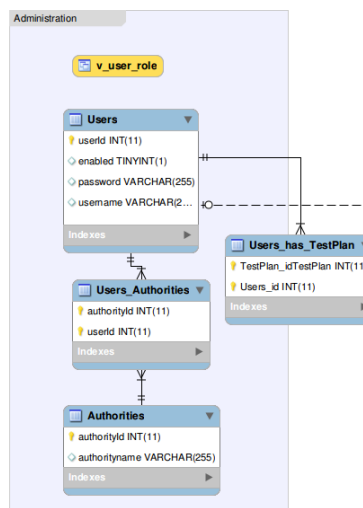 Administration
v_user_role
Users
userId INT(11)
enabled TINYINT(1)
password VARCHAR(255)
username VARCHAR(2...
Indexes
Users_has_TestPlan
TestPlan_idTestPlan INT(11
Users_id INT(11)
Indexes
Users_Authorities
authorityId INT(11)
userId INT(11)
Indexes
Authorities
authorityId INT(11)
authorityname VARCHAR(255)
Indexes